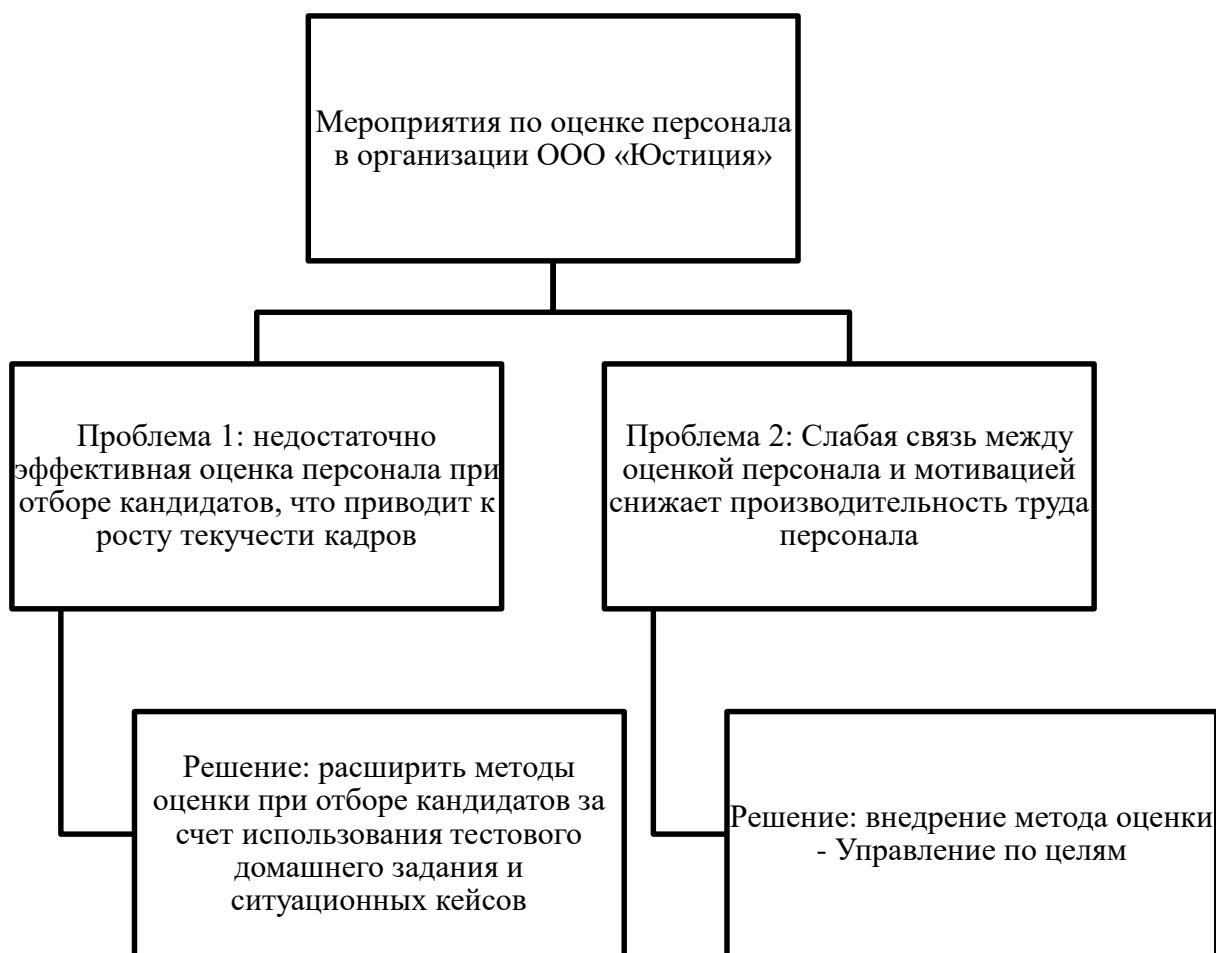 Мероприятия по оценке персонала
в организации ООО «Юстиция»
Проблема 1: недостаточно
эффективная оценка персонала при
отборе кандидатов, что приводит к
росту текучести кадров
Проблема 2: Слабая связь между
оценкой персонала и мотивацией
снижает производительность труда
персонала
Решение: расширить методы
оценки при отборе кандидатов за
счет использования тестового
домашнего задания и
ситуационных кейсов
Решение: внедрение метода оценки
- Управление по целям